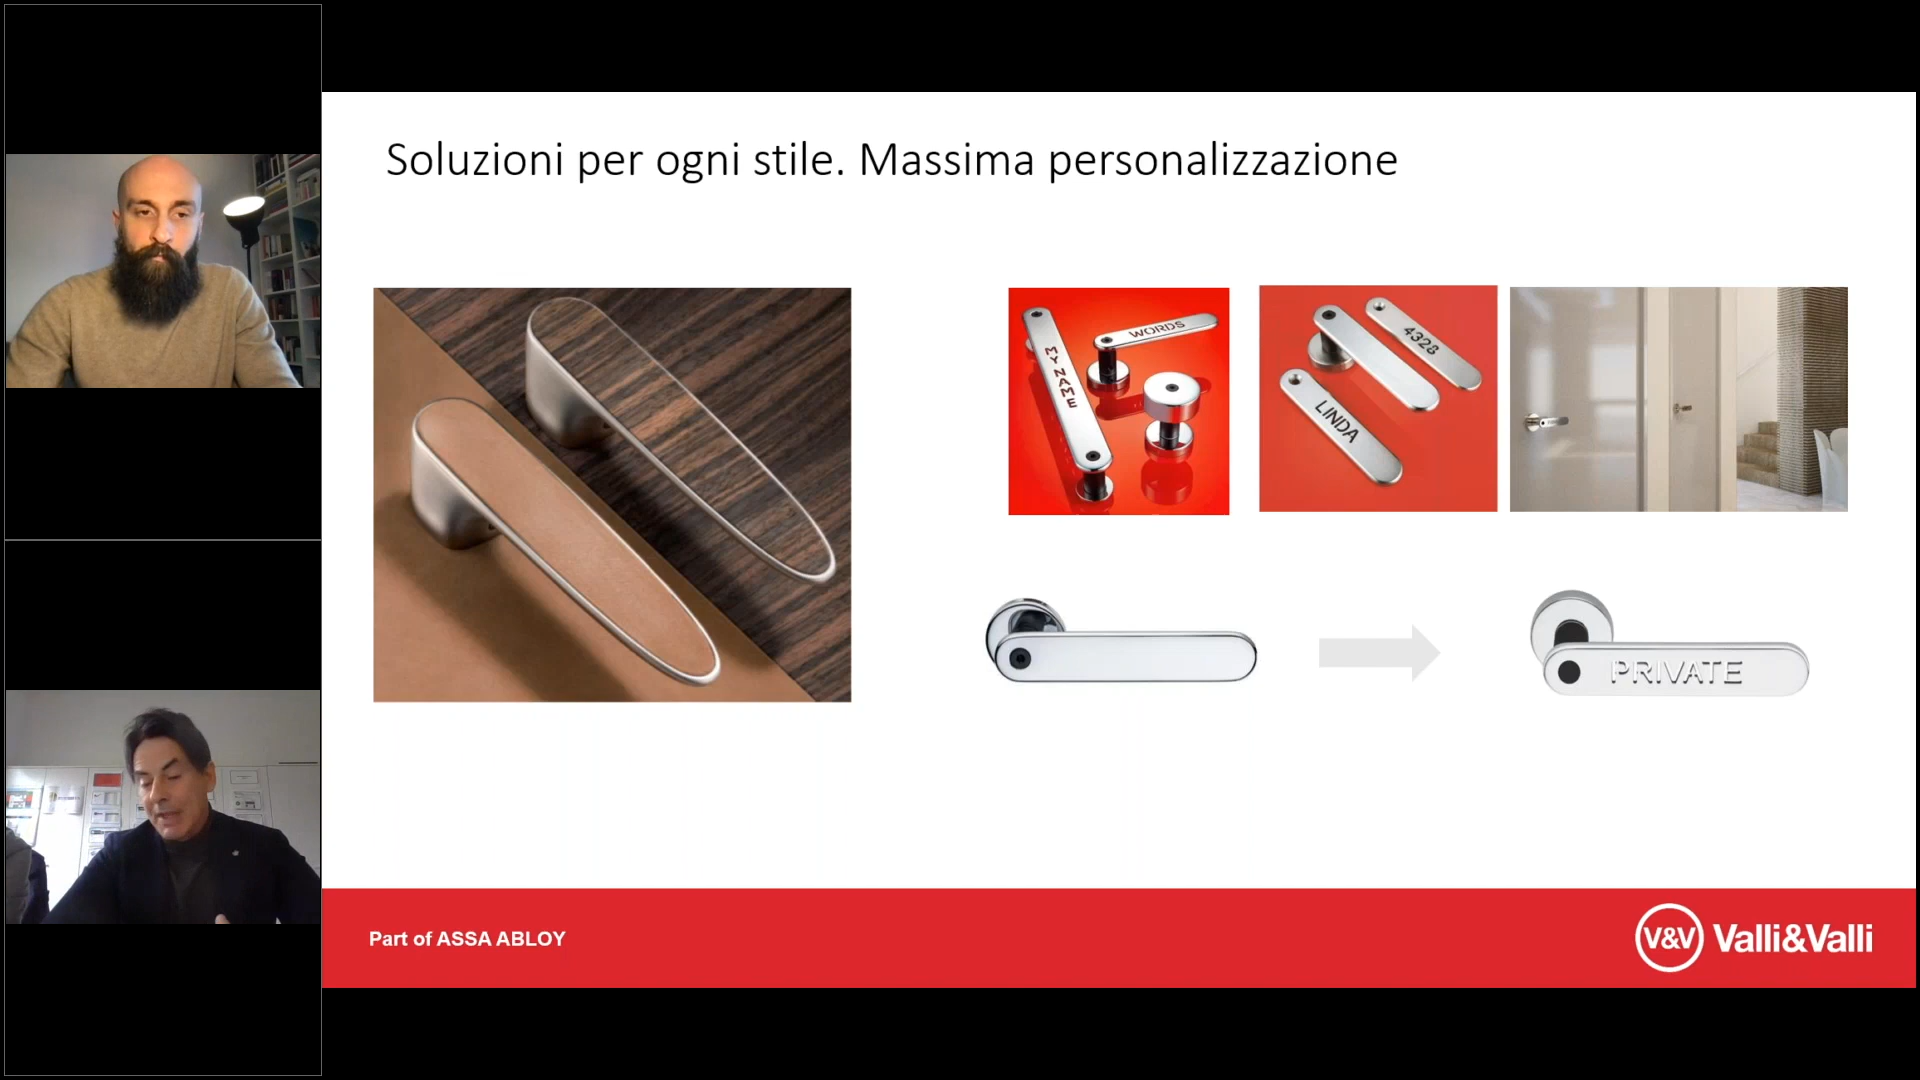 Soluzioni per ogni stile. Massima personalizzazione
MY NAME
WORDS
4328
LINDA
PRIVATE
Part of ASSA ABLOY
V&V Valli&Valli